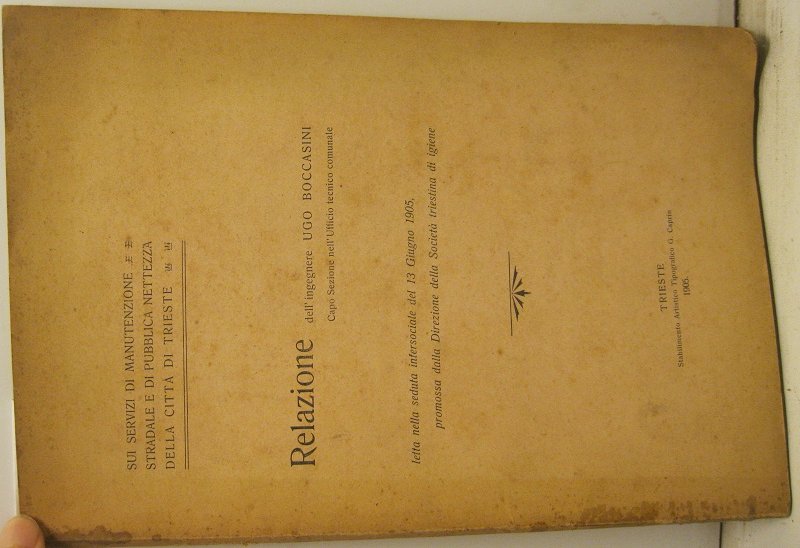 SUI SERVIZI DI MANUTENZIONE
STRADALE E DI PUBBLICA NETTEZZA
DELLA CITTÀ DI TRIESTE
Relazione dell'ingegnere UGO BOCCASINI
Capo Sezione nell'Ufficio tecnico comunale
letta nella seduta intersociale del 13 Giugno 1905,
promossa dalla Direzione della Società triestina di igiene
TRIESTE
Stabilimento Artistico Tipografico G. Caprin
1905.